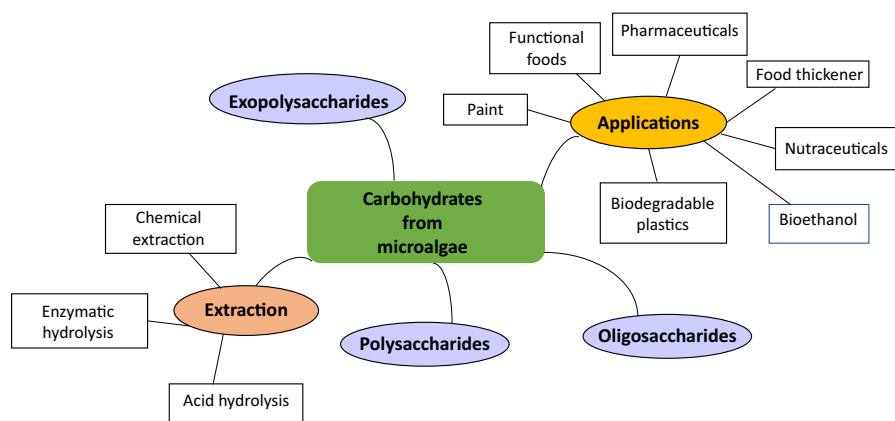 Functional
foods
Pharmaceuticals
Food thickener
Exopolysaccharides
Paint
Applications
Nutraceuticals
Carbohydrates
from
microalgae
Biodegradable
plastics
Bioethanol
Chemical
extraction
Enzymatic
hydrolysis
Extraction
Polysaccharides
Oligosaccharides
Acid hydrolysis